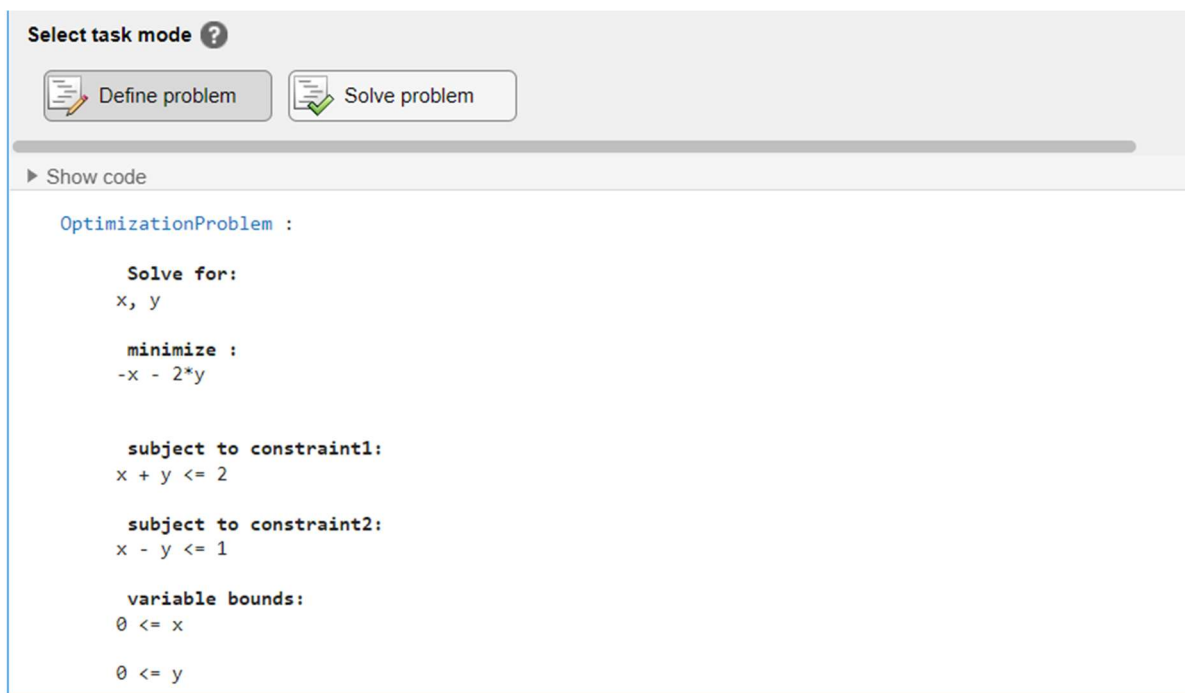 Select task mode ?
Define problem Solve problem
Show code
OptimizationProblem :
Solve for:
x, y
minimize :
-x - 2*y
subject to constraint1:
x + y <= 2
subject to constraint2:
x - y <= 1
variable bounds:
0 <= x
0 <= y